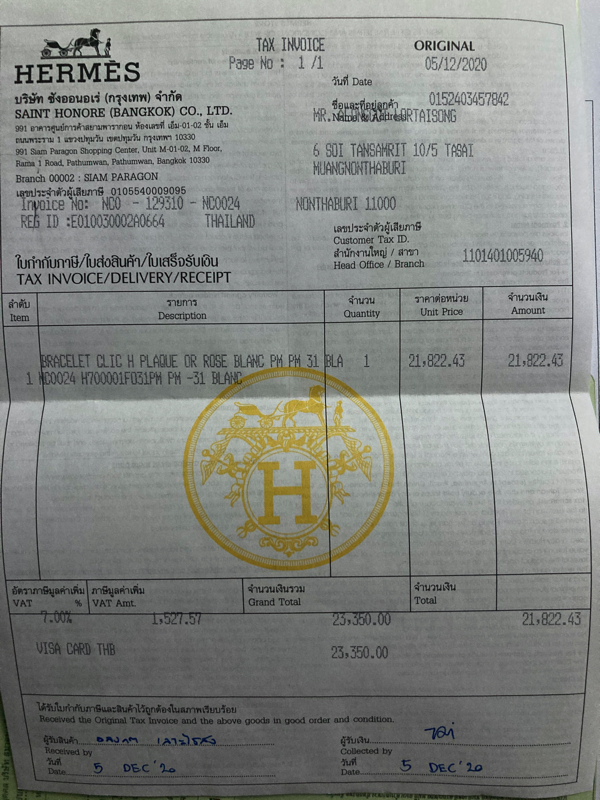 HERMÈS
TAX INVOICE
Page No : 1 /1
ORIGINAL
05/12/2020
วันที่ Date
บริษัท ซังออนอเร่ (กรุงเทพ) จำกัด
SAINT HONORE (BANGKOK) CO., LTD.
991 อาคารศูนย์การค้าสยามพารากอน ห้องเลขที่ เอ็ม-01-02 ชั้น เอ็ม
ถนนพระราม 1 แขวงปทุมวัน เขตปทุมวัน กรุงเทพฯ 10330
991 Siam Paragon Shopping Center, Unit M-01-02, M Floor,
Rama 1 Road, Pathumwan, Pathumwan, Bangkok 10330
Branch 00002 : SIAM PARAGON
เลขประจำตัวผู้เสียภาษี 0105540009095
Invoice No: NC0 - 129310 - NC0024
REG ID :E010030002A0664 THAILAND
ชื่อและที่อยู่ลูกค้า 0152403457842
Name & Address
MR. LORTAISONG
6 SOI TANSAMRIT 10/5 TASAI
MUANGNONTHABURI
NONTHABURI 11000
เลขประจำตัวผู้เสียภาษี
Customer Tax ID.
สำนักงานใหญ่ / สาขา
Head Office / Branch
1101401005940
ใบกำกับภาษี/ใบส่งสินค้า/ใบเสร็จรับเงิน
TAX INVOICE/DELIVERY/RECEIPT
ลำดับ รายการ จำนวน ราคาต่อหน่วย จำนวนเงิน
Item Description Quantity Unit Price Amount
BRACELET CLIC H PLAQUE OR ROSE BLANC PM PM 31 BLA 1 21,822.43 21,822.43
1 NC0024 H700001F031PM PM -31 BLANC
H
อัตราภาษีมูลค่าเพิ่ม ภาษีมูลค่าเพิ่ม จำนวนเงินรวม จำนวนเงิน
VAT % VAT Amt. Grand Total Total
7.00% 1,527.57 23,350.00 21,822.43
VISA CARD THB 23,350.00
ได้รับใบกำกับภาษีและสินค้าไว้ถูกต้องในสภาพเรียบร้อย
Received the Original Tax Invoice and the above goods in good order and condition.
ผู้รับสินค้า
Received by
ผู้รับเงิน
Collected by
วันที่
Date 5 DEC '20
วันที่
Date 5 DEC '20